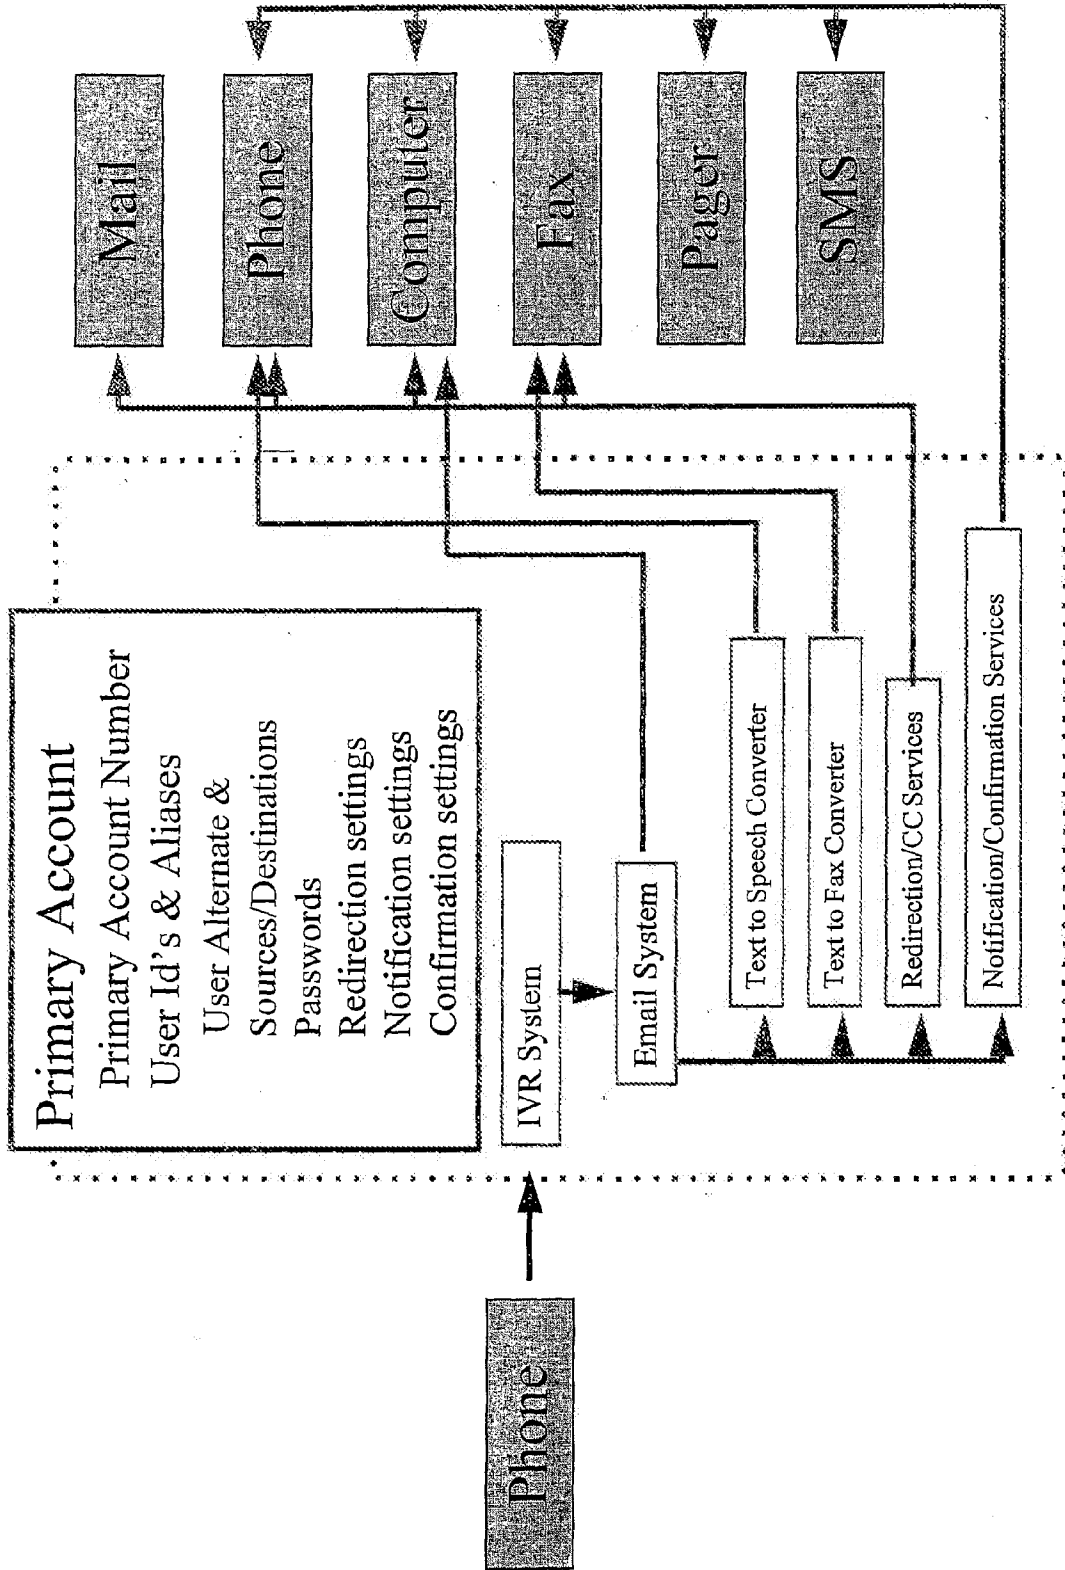 Primary Account
Primary Account Number
User Id's & Aliases
User Alternate &
Sources/Destinations
Passwords
Redirection settings
Notification settings
Confirmation settings
Phone
IVR System
Email System
Text to Speech Converter
Text to Fax Converter
Redirection/CC Services
Notification/Confirmation Services
Mail
Phone
Computer
Fax
Pager
SMS